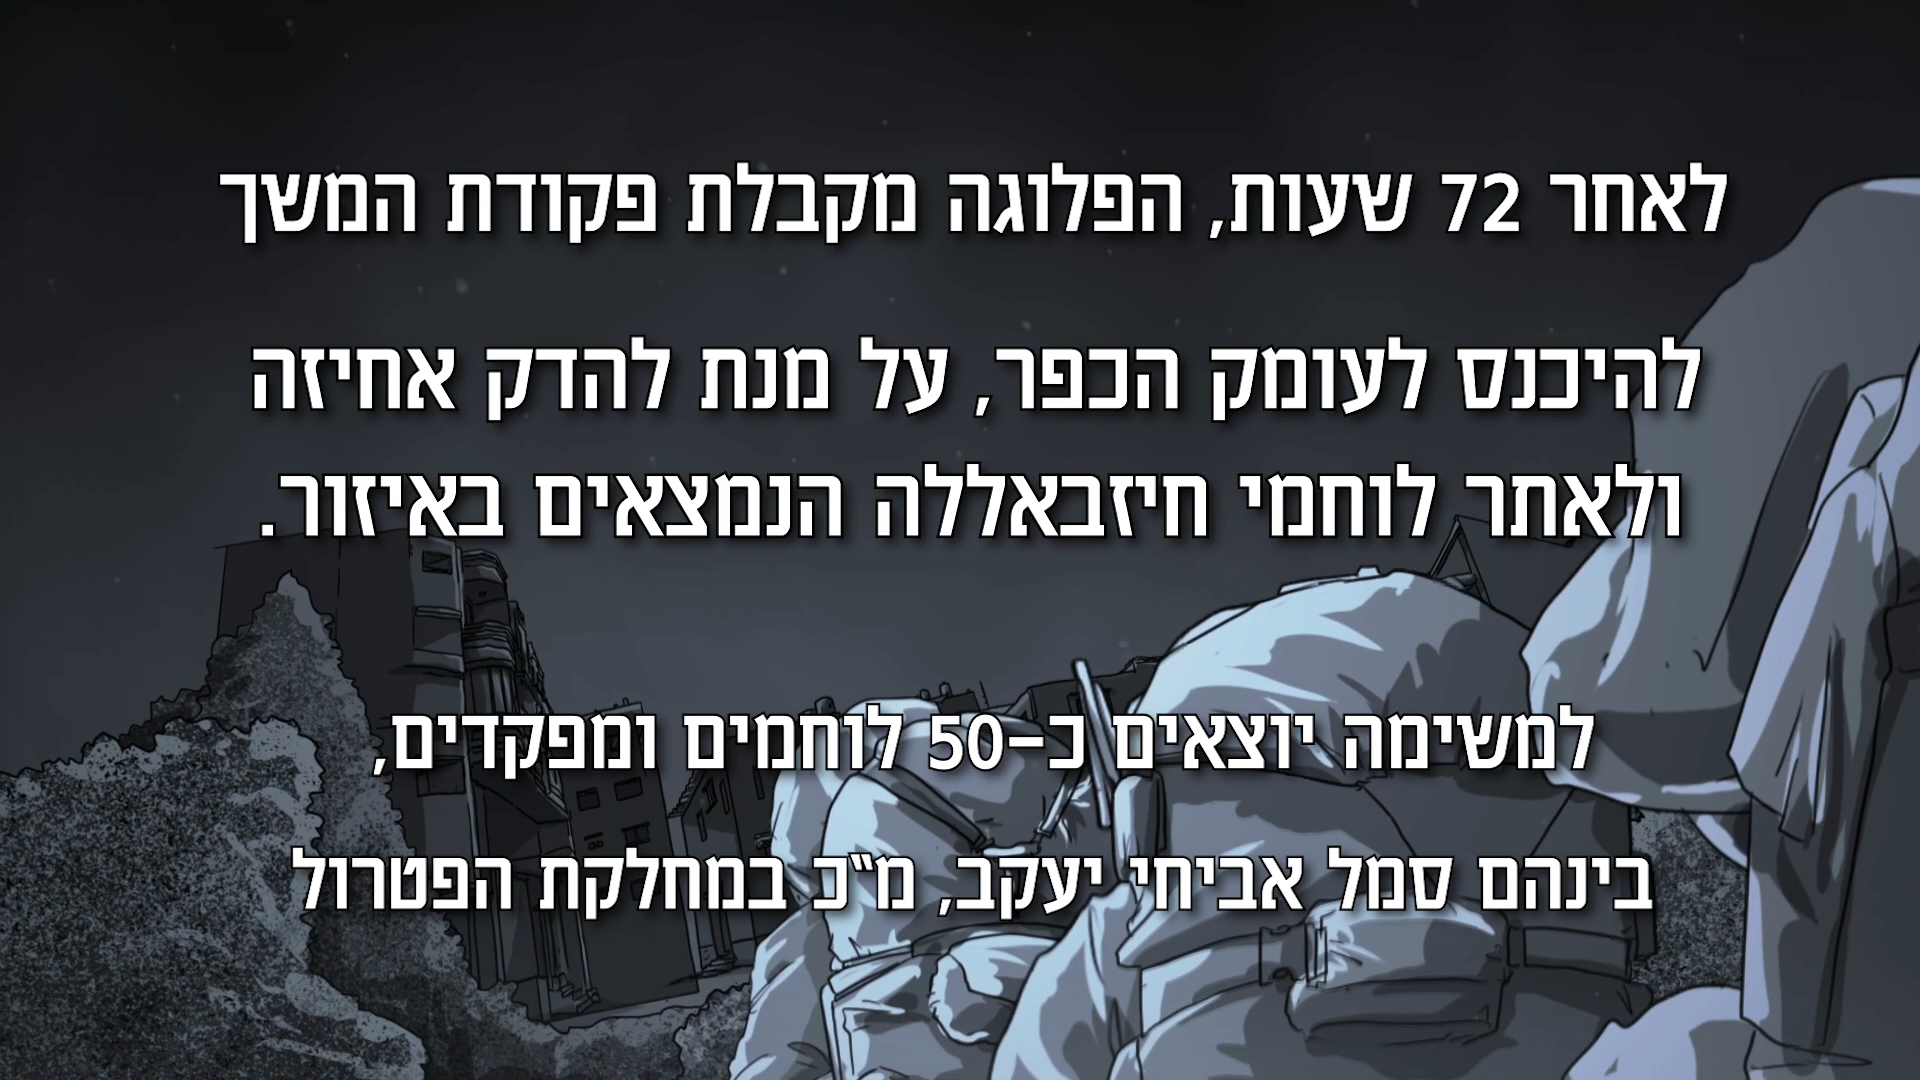 לאחר 72 שעות, הפלוגה מקבלת פקודת המשך
להיכנס לעומק הכפר, על מנת להדק אחיזה
ולאתר לוחמי חיזבאללה הנמצאים באיזור.
למשימה יוצאים כ-50 לוחמים ומפקדים,
בינהם סמל אביחי יעקב, מ"כ במחלקת הפטרול